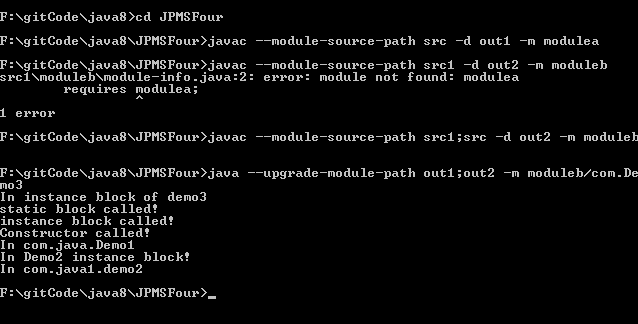 F:\gitCode\java8>cd JPMSFour
F:\gitCode\java8\JPMSFour>javac --module-source-path src -d out1 -m modulea
F:\gitCode\java8\JPMSFour>javac --module-source-path src1 -d out2 -m moduleb
src1\moduleb\module-info.java:2: error: module not found: modulea
        requires modulea;
                 ^
1 error
F:\gitCode\java8\JPMSFour>javac --module-source-path src1;src -d out2 -m moduleb
F:\gitCode\java8\JPMSFour>java --upgrade-module-path out1;out2 -m moduleb/com.De
mo3
In instance block of demo3
static block called!
instance block called!
Constructor called!
In com.java.Demo1
In Demo2 instance block!
In com.java1.demo2
F:\gitCode\java8\JPMSFour>_